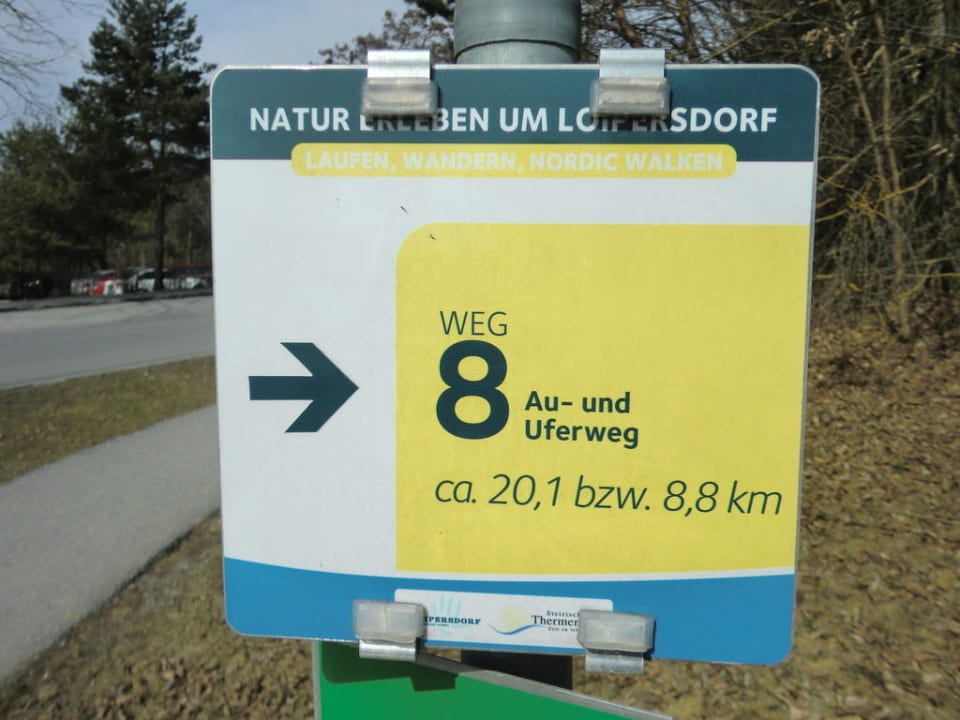 NATUR ERLEBEN UM LOIPERSDORF
LAUFEN, WANDERN, NORDIC WALKEN
WEG
8
Au- und
Uferweg
ca. 20,1 bzw. 8,8 km